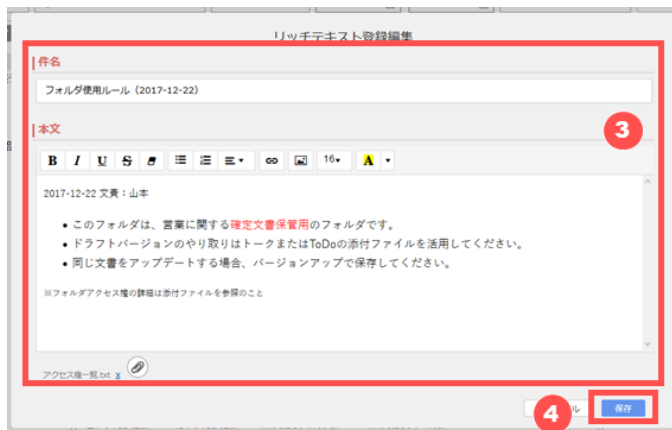 リッチテキスト登録編集
件名
フォルダ使用ルール（2017-12-22）
本文
3
B I U S 16 A
2017-12-22 文責：山本
• このフォルダは、営業に関する確定文書保管用のフォルダです。
• ドラフトバージョンのやり取りはトークまたはToDoの添付ファイルを活用してください。
• 同じ文書をアップデートする場合、バージョンアップで保存してください。
※フォルダアクセス権の詳細は添付ファイルを参照のこと
アクセス権一覧.txt x
4
ル
保存